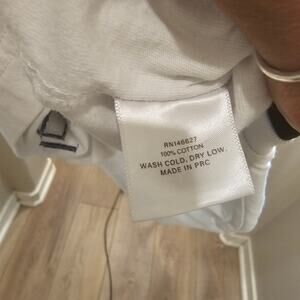 RN146627
100% COTTON
WASH COLD, DRY LOW.
MADE IN PRC